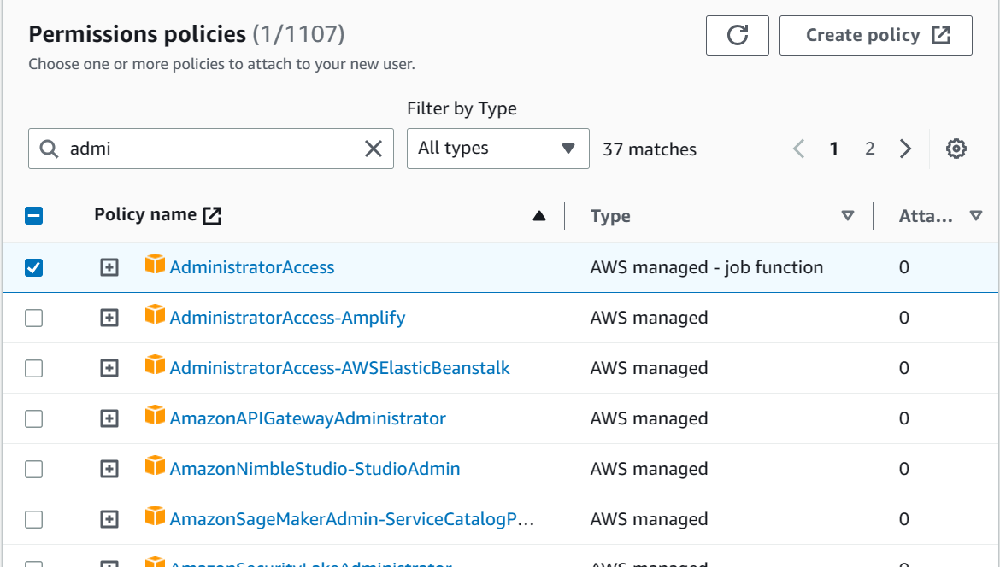 Permissions policies (1/1107)
Create policy
Choose one or more policies to attach to your new user.
Filter by Type
admi
All types
37 matches
1
2
Policy name
Type
Atta...
AdministratorAccess
AWS managed - job function
0
AdministratorAccess-Amplify
AWS managed
0
AdministratorAccess-AWSElasticBeanstalk
AWS managed
0
AmazonAPIGatewayAdministrator
AWS managed
0
AmazonNimbleStudio-StudioAdmin
AWS managed
0
AmazonSageMakerAdmin-ServiceCatalogP...
AWS managed
0
AmazonSecurityLakeAdministrator
AWS managed
0